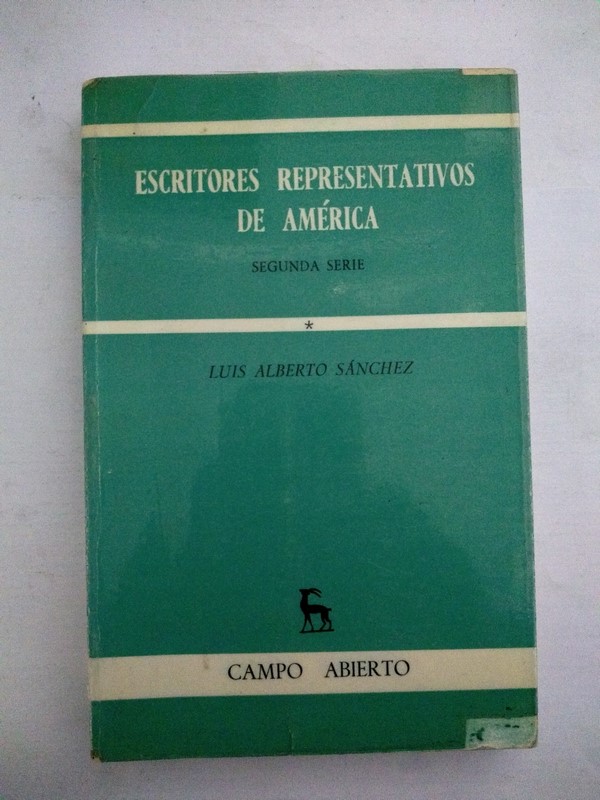 ESCRITORES REPRESENTATIVOS
DE AMÉRICA
SEGUNDA SERIE
*
LUIS ALBERTO SÁNCHEZ
CAMPO ABIERTO